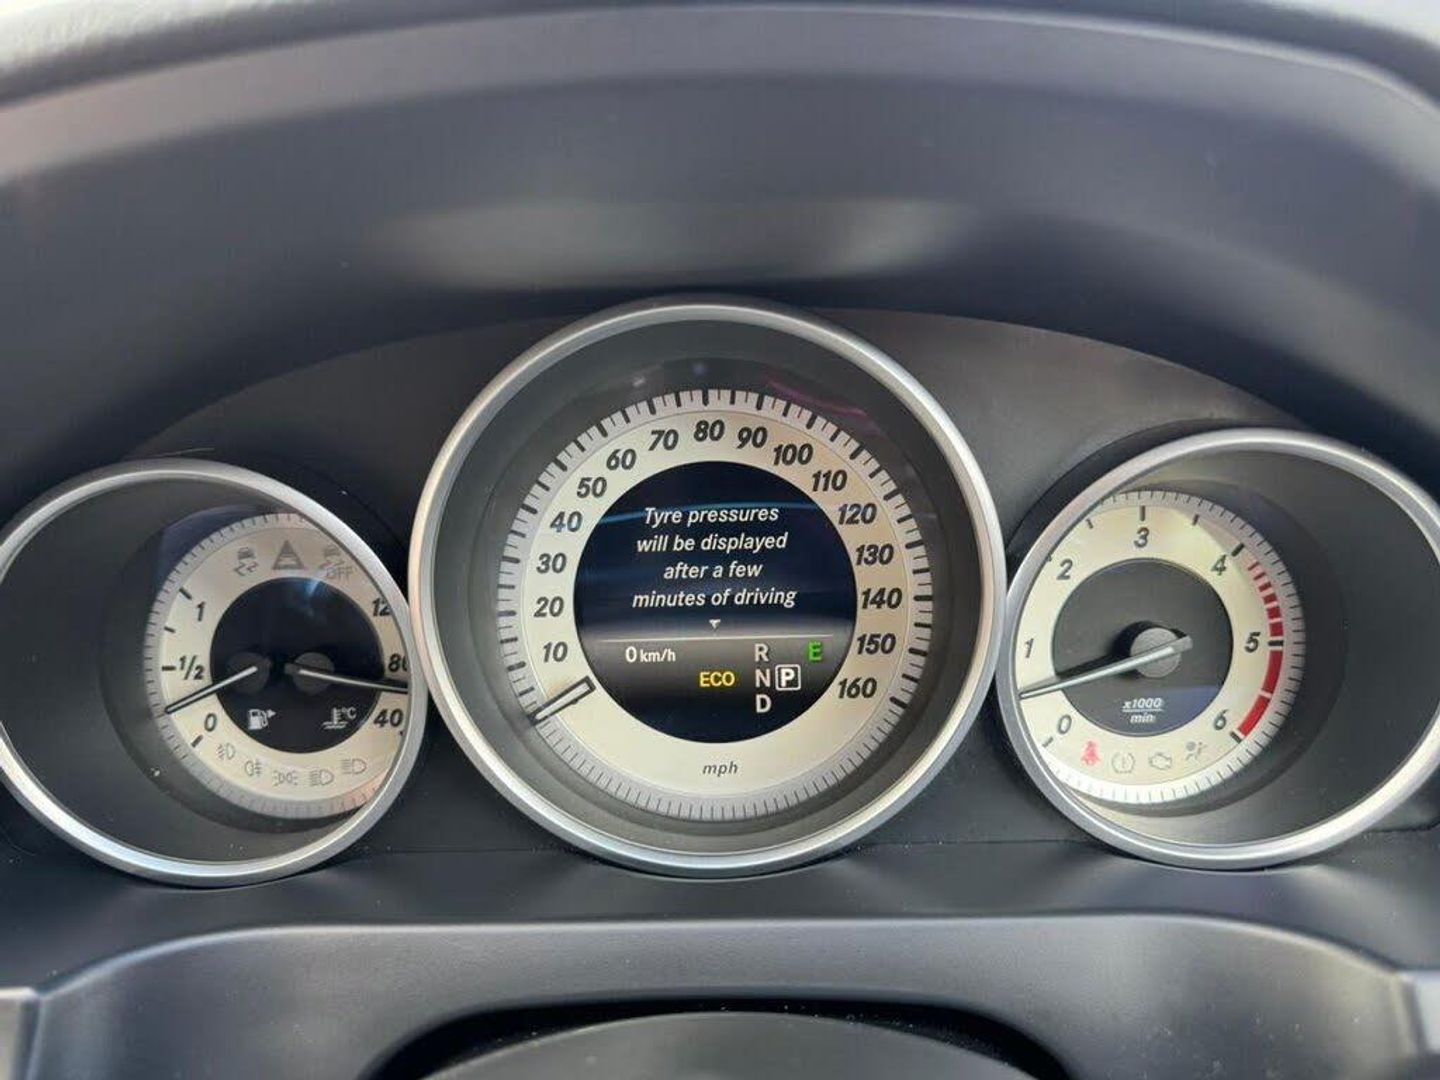 Tyre pressures
will be displayed
after a few
minutes of driving
0 km/h
ECO
R
N P
D
E
10
20
30
40
50
60
70
80
90
100
110
120
130
140
150
160
mph
OFF
1
1/2
0
120
80
40
°C
0
1
2
3
4
5
6
x1000
min